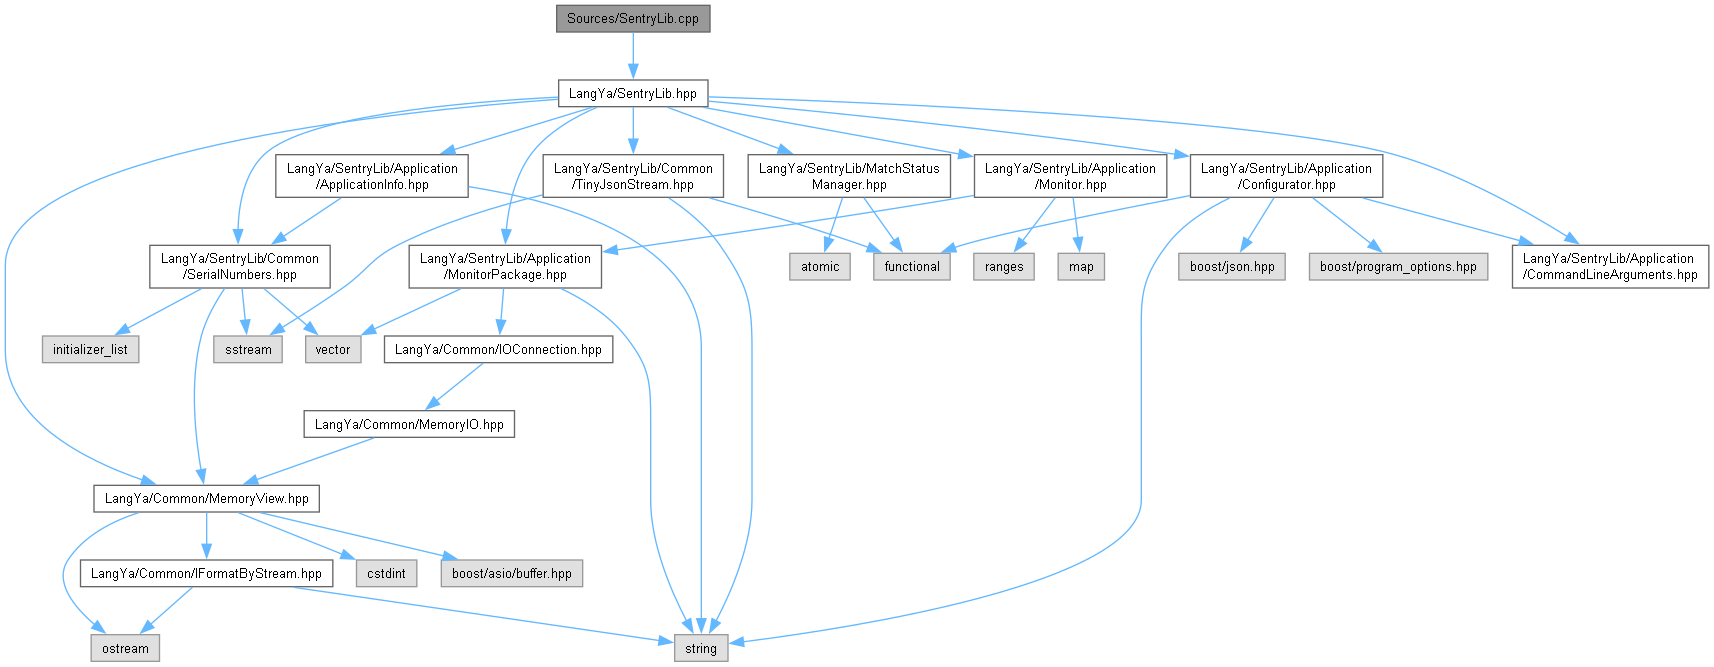 Sources/SentryLib.cpp
LangYa/SentryLib.hpp
LangYa/SentryLib/Application
/ApplicationInfo.hpp
LangYa/SentryLib/Common
/TinyJsonStream.hpp
LangYa/SentryLib/MatchStatus
Manager.hpp
LangYa/SentryLib/Application
/Monitor.hpp
LangYa/SentryLib/Application
/Configurator.hpp
LangYa/SentryLib/Common
/SerialNumbers.hpp
LangYa/SentryLib/Application
/MonitorPackage.hpp
atomic
functional
ranges
map
boost/json.hpp
boost/program_options.hpp
LangYa/SentryLib/Application
/CommandLineArguments.hpp
initializer_list
sstream
vector
LangYa/Common/IOConnection.hpp
LangYa/Common/MemoryIO.hpp
LangYa/Common/MemoryView.hpp
LangYa/Common/IFormatByStream.hpp
cstdint
boost/asio/buffer.hpp
ostream
string